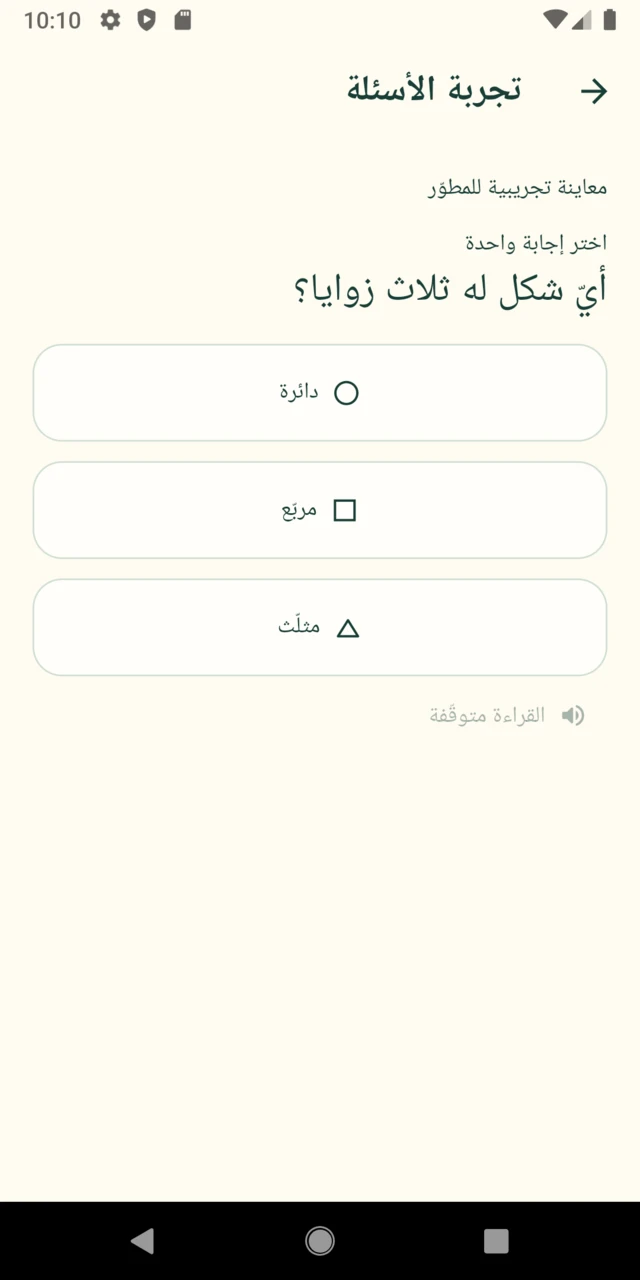 10:10
تجربة الأسئلة
معاينة تجريبية للمطوّر
اختر إجابة واحدة
أيّ شكل له ثلاث زوايا؟
دائرة
مربّع
مثلّث
القراءة متوقّفة